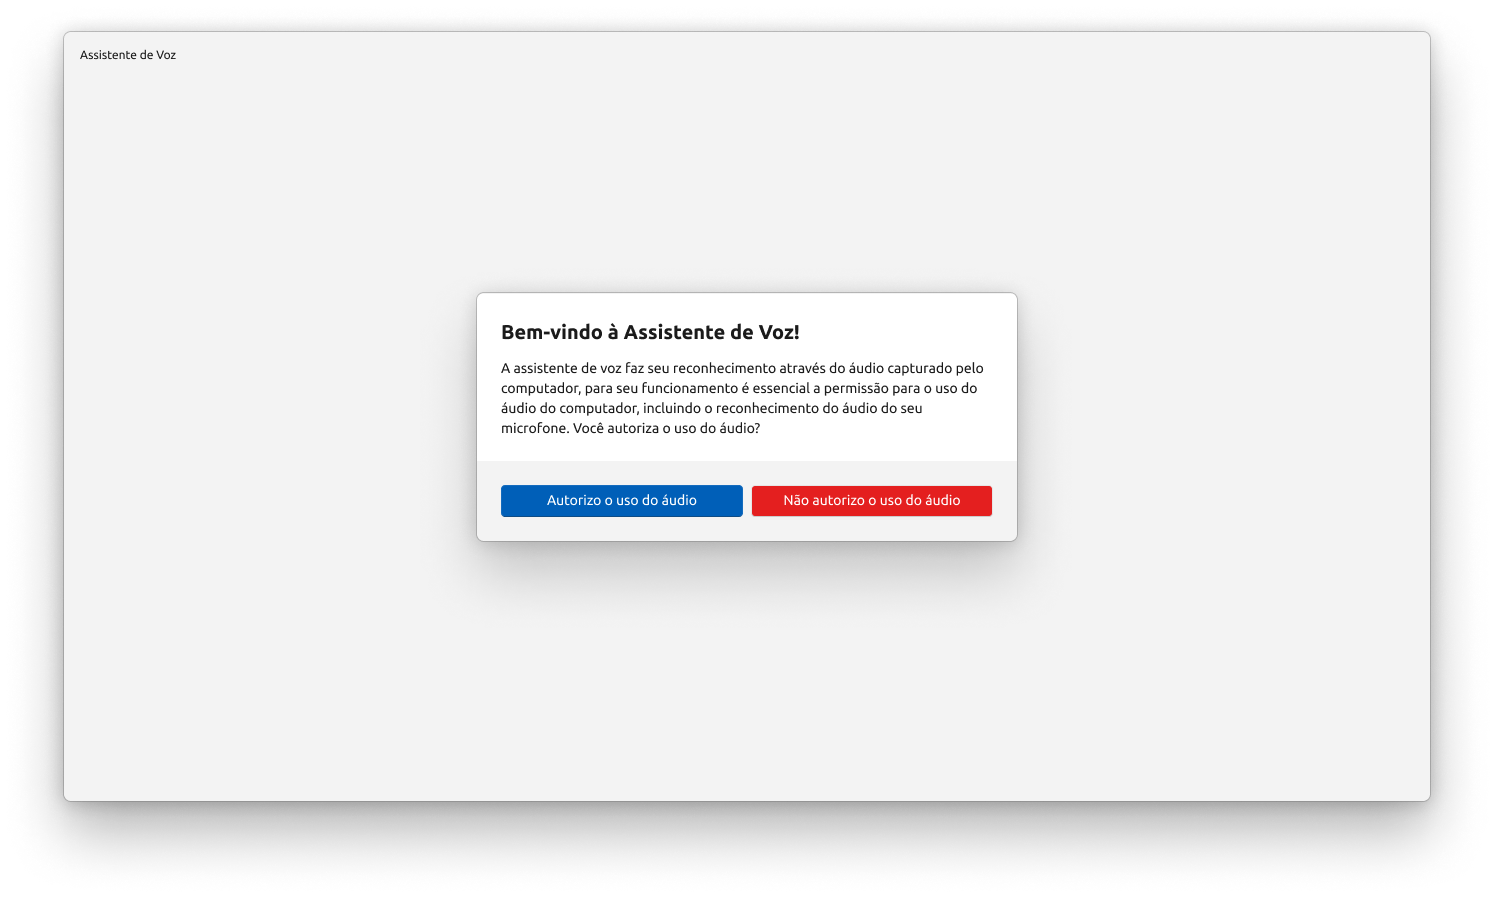 Assistente de Voz
Bem-vindo à Assistente de Voz!
A assistente de voz faz seu reconhecimento através do áudio capturado pelo
computador, para seu funcionamento é essencial a permissão para o uso do
áudio do computador, incluindo o reconhecimento do áudio do seu
microfone. Você autoriza o uso do áudio?
Autorizo o uso do áudio
Não autorizo o uso do áudio